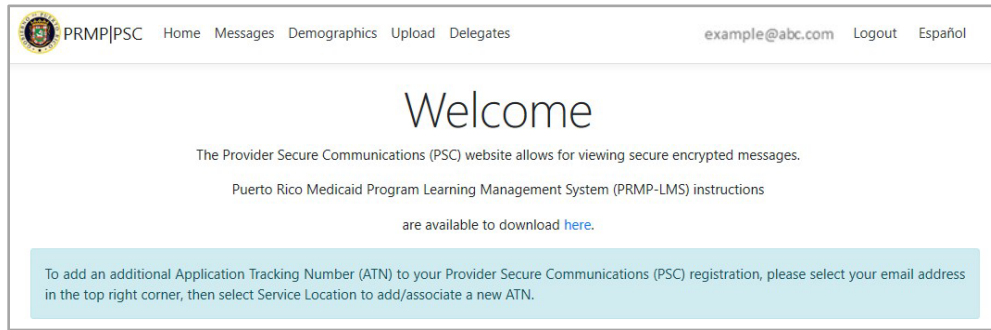 PRMP|PSC Home Messages Demographics Upload Delegates example@abc.com Logout Español
Welcome
The Provider Secure Communications (PSC) website allows for viewing secure encrypted messages.
Puerto Rico Medicaid Program Learning Management System (PRMP-LMS) instructions
are available to download here.
To add an additional Application Tracking Number (ATN) to your Provider Secure Communications (PSC) registration, please select your email address
in the top right corner, then select Service Location to add/associate a new ATN.